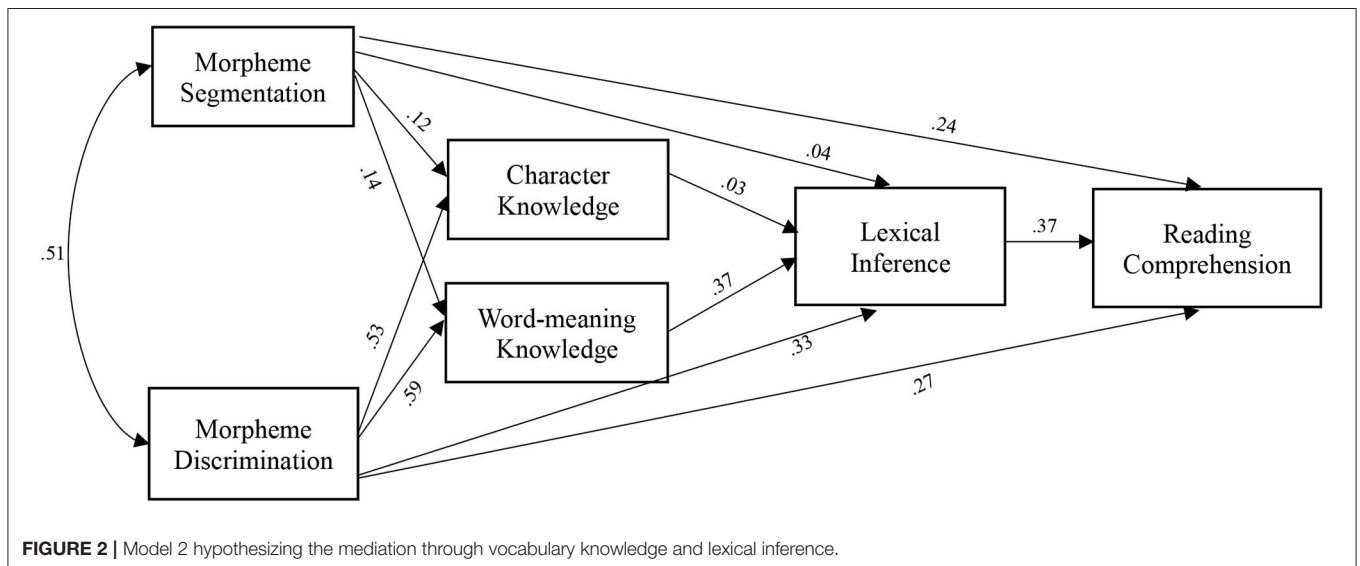 Morpheme
Segmentation
.24
.12
.04
Character
Knowledge
.14
.03
Lexical
Inference
.37
Reading
Comprehension
.51
.37
Word-meaning
Knowledge
.53
.33
.59
.27
Morpheme
Discrimination
FIGURE 2 | Model 2 hypothesizing the mediation through vocabulary knowledge and lexical inference.